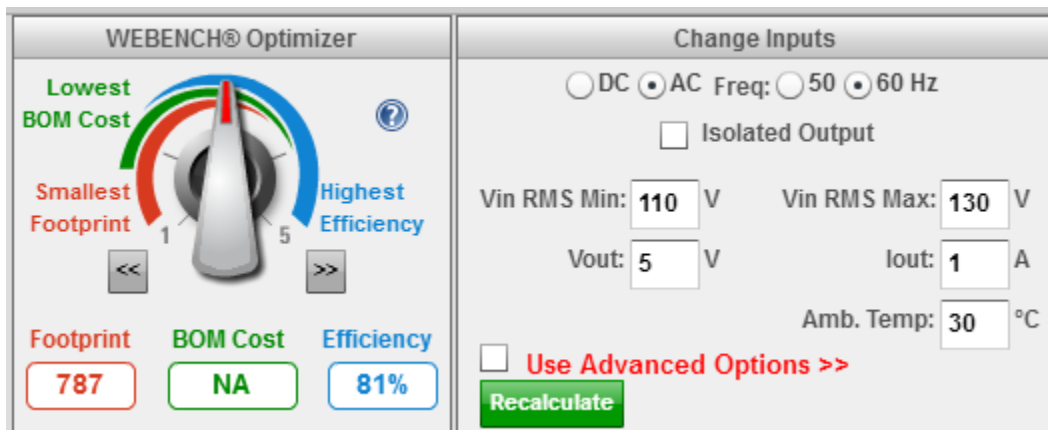 WEBENCH® Optimizer
Lowest
BOM Cost
?
Smallest
Footprint
Highest
Efficiency
1
5
<<
>>
Footprint BOM Cost Efficiency
787 NA 81%
Change Inputs
DC AC Freq: 50 60 Hz
Isolated Output
Vin RMS Min: 110 V Vin RMS Max: 130 V
Vout: 5 V Iout: 1 A
Amb. Temp: 30 °C
Use Advanced Options >>
Recalculate